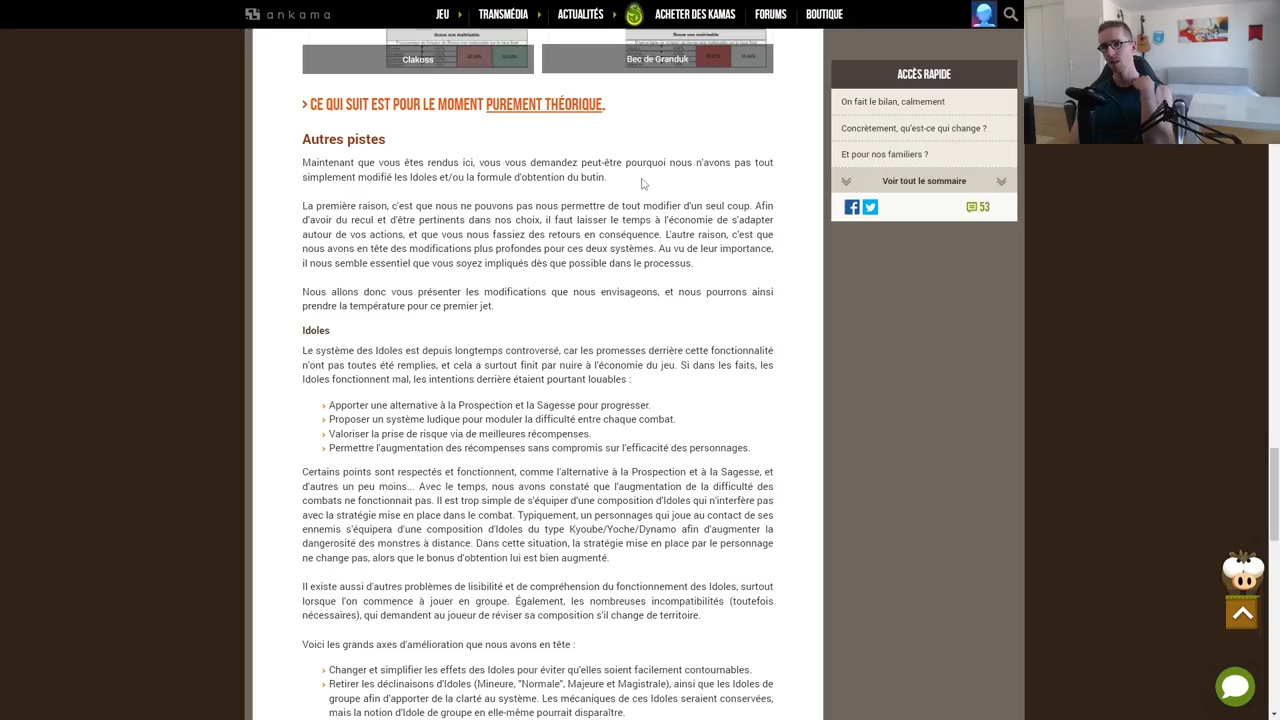 ankama
JEU
TRANSMÉDIA
ACTUALITÉS
ACHETER DES KAMAS
FORUMS
BOUTIQUE
Clakoss
Bec de Granduk
> CE QUI SUIT EST POUR LE MOMENT PUREMENT THÉORIQUE.
Autres pistes
Maintenant que vous êtes rendus ici, vous vous demandez peut-être pourquoi nous n'avons pas tout
simplement modifié les Idoles et/ou la formule d'obtention du butin.
La première raison, c'est que nous ne pouvons pas nous permettre de tout modifier d'un seul coup. Afin
d'avoir du recul et d'être pertinents dans nos choix, il faut laisser le temps à l'économie de s'adapter
autour de vos actions, et que vous nous fassiez des retours en conséquence. L'autre raison, c'est que
nous avons en tête des modifications plus profondes pour ces deux systèmes. Au vu de leur importance,
il nous semble essentiel que vous soyez impliqués dès que possible dans le processus.
Nous allons donc vous présenter les modifications que nous envisageons, et nous pourrons ainsi
prendre la température pour ce premier jet.
Idoles
Le système des Idoles est depuis longtemps controversé, car les promesses derrière cette fonctionnalité
n'ont pas toutes été remplies, et cela a surtout finit par nuire à l'économie du jeu. Si dans les faits, les
Idoles fonctionnent mal, les intentions derrière étaient pourtant louables :
› Apporter une alternative à la Prospection et la Sagesse pour progresser.
› Proposer un système ludique pour moduler la difficulté entre chaque combat.
› Valoriser la prise de risque via de meilleures récompenses.
› Permettre l'augmentation des récompenses sans compromis sur l'efficacité des personnages.
Certains points sont respectés et fonctionnent, comme l'alternative à la Prospection et à la Sagesse, et
d'autres un peu moins... Avec le temps, nous avons constaté que l'augmentation de la difficulté des
combats ne fonctionnait pas. Il est trop simple de s'équiper d'une composition d'Idoles qui n'interfère pas
avec la stratégie mise en place dans le combat. Typiquement, un personnages qui joue au contact de ses
ennemis s'équipera d'une composition d'Idoles du type Kyoube/Yoche/Dynamo afin d'augmenter la
dangerosité des monstres à distance. Dans cette situation, la stratégie mise en place par le personnage
ne change pas, alors que le bonus d'obtention lui est bien augmenté.
Il existe aussi d'autres problèmes de lisibilité et de compréhension du fonctionnement des Idoles, surtout
lorsque l'on commence à jouer en groupe. Également, les nombreuses incompatibilités (toutefois
nécessaires), qui demandent au joueur de réviser sa composition s'il change de territoire.
Voici les grands axes d'amélioration que nous avons en tête :
› Changer et simplifier les effets des Idoles pour éviter qu'elles soient facilement contournables.
› Retirer les déclinaisons d'Idoles (Mineure, "Normale", Majeure et Magistrale), ainsi que les Idoles de
groupe afin d'apporter de la clarté au système. Les mécaniques de ces Idoles seraient conservées,
mais la notion d'Idole de groupe en elle-même pourrait disparaître.
ACCÈS RAPIDE
On fait le bilan, calmement
Concrètement, qu'est-ce qui change ?
Et pour nos familiers ?
Voir tout le sommaire
53